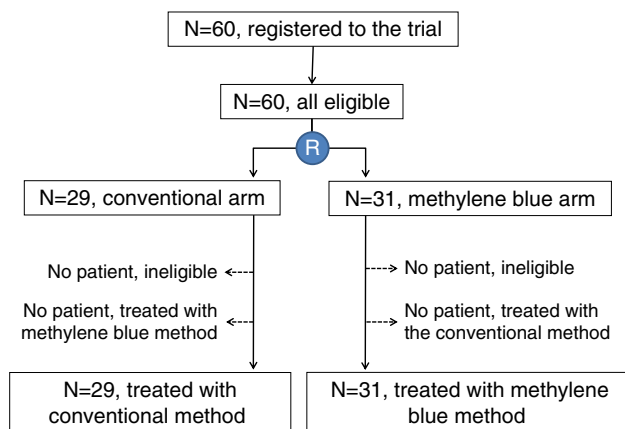 N=60, registered to the trial
N=60, all eligible
R
N=29, conventional arm
N=31, methylene blue arm
No patient, ineligible
No patient, treated with
methylene blue method
No patient, ineligible
No patient, treated with
the conventional method
N=29, treated with
conventional method
N=31, treated with methylene
blue method